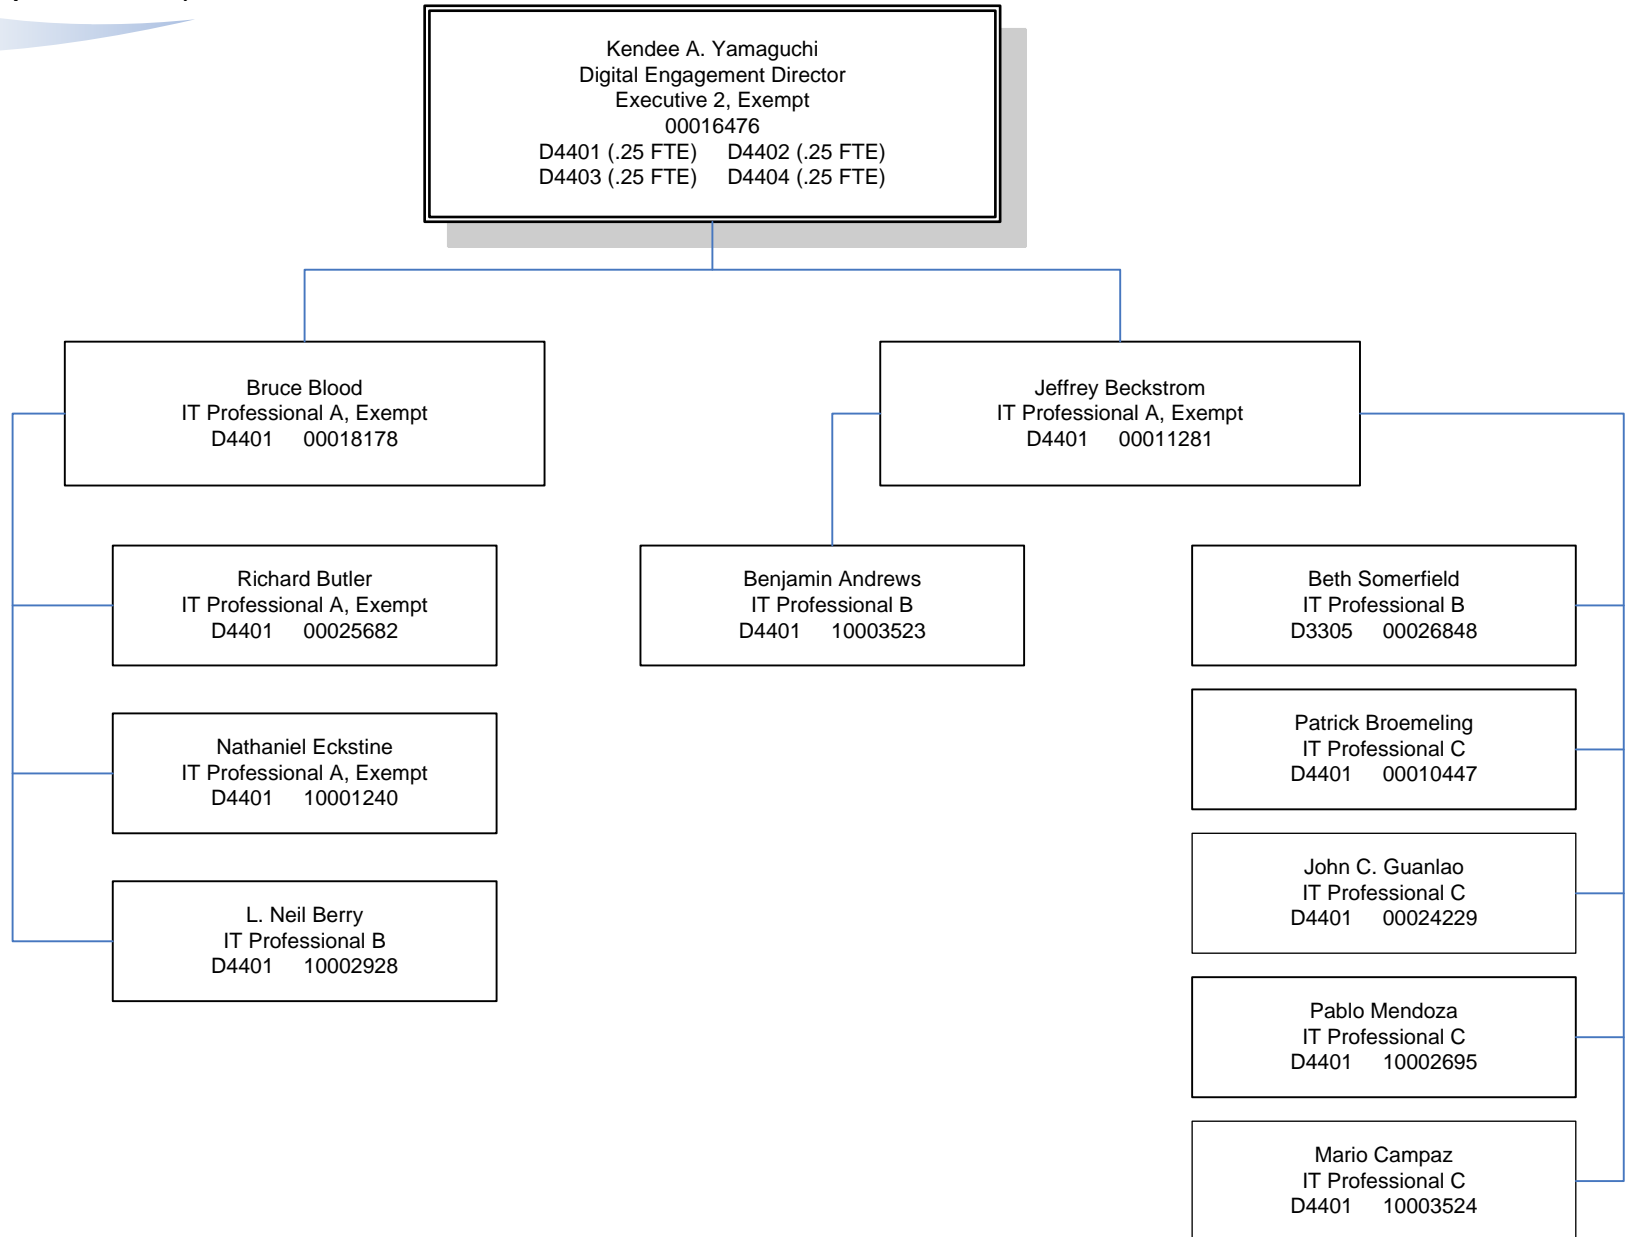 Kendee A. Yamaguchi
Digital Engagement Director
Executive 2, Exempt
00016476
D4401 (.25 FTE) D4402 (.25 FTE)
D4403 (.25 FTE) D4404 (.25 FTE)
Bruce Blood
IT Professional A, Exempt
D4401 00018178
Jeffrey Beckstrom
IT Professional A, Exempt
D4401 00011281
Richard Butler
IT Professional A, Exempt
D4401 00025682
Nathaniel Eckstine
IT Professional A, Exempt
D4401 10001240
L. Neil Berry
IT Professional B
D4401 10002928
Benjamin Andrews
IT Professional B
D4401 10003523
Beth Somerfield
IT Professional B
D3305 00026848
Patrick Broemeling
IT Professional C
D4401 00010447
John C. Guanlao
IT Professional C
D4401 00024229
Pablo Mendoza
IT Professional C
D4401 10002695
Mario Campaz
IT Professional C
D4401 10003524